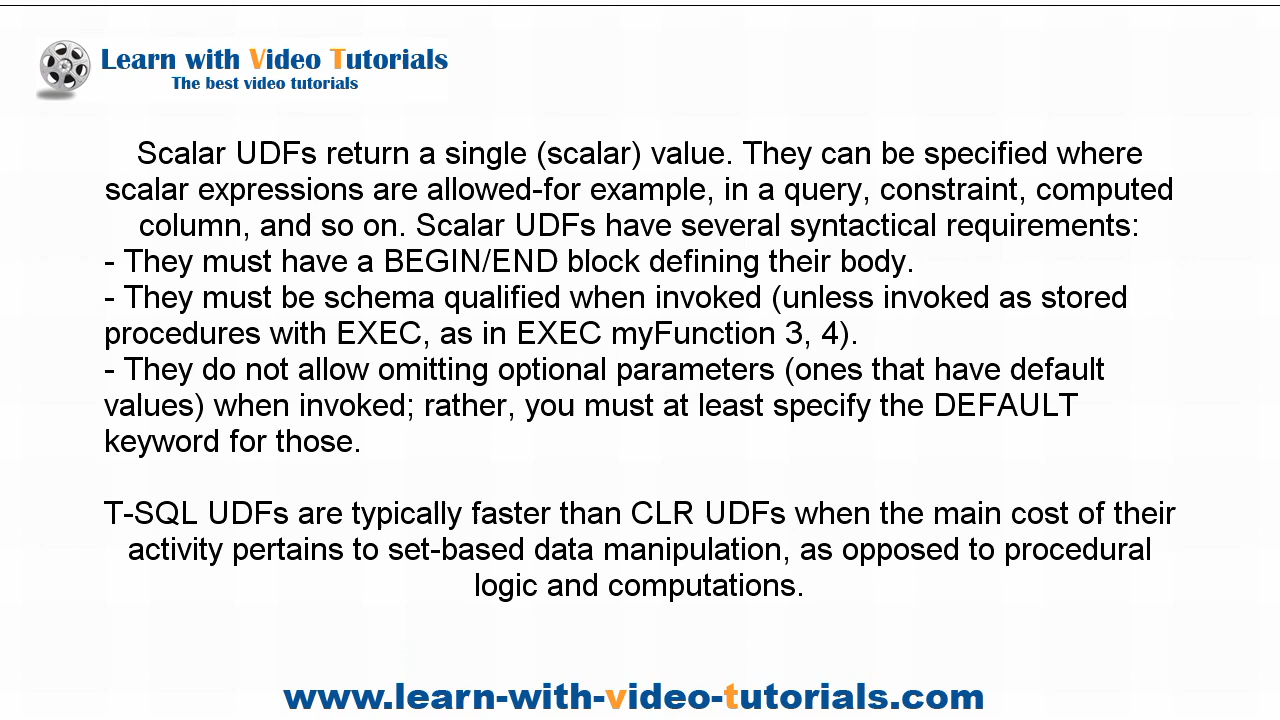 Learn with Video Tutorials
The best video tutorials
Scalar UDFs return a single (scalar) value. They can be specified where
scalar expressions are allowed-for example, in a query, constraint, computed
column, and so on. Scalar UDFs have several syntactical requirements:
- They must have a BEGIN/END block defining their body.
- They must be schema qualified when invoked (unless invoked as stored
procedures with EXEC, as in EXEC myFunction 3, 4).
- They do not allow omitting optional parameters (ones that have default
values) when invoked; rather, you must at least specify the DEFAULT
keyword for those.
T-SQL UDFs are typically faster than CLR UDFs when the main cost of their
activity pertains to set-based data manipulation, as opposed to procedural
logic and computations.
www.learn-with-video-tutorials.com